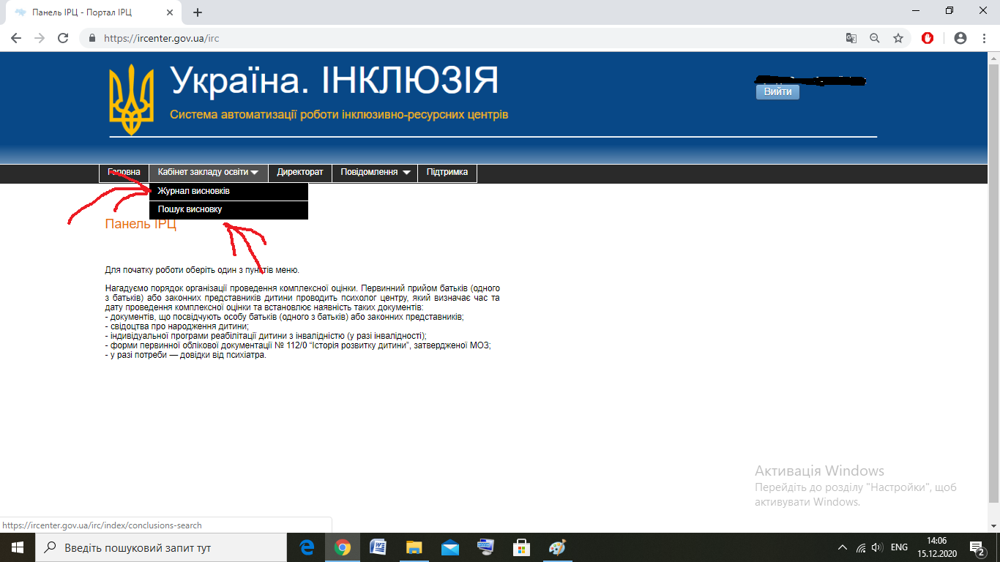 Панель ІРЦ - Портал ІРЦ
https://ircenter.gov.ua/irc
Україна. ІНКЛЮЗІЯ
Система автоматизації роботи інклюзивно-ресурсних центрів
Вийти
Головна Кабінет закладу освіти Директорат Повідомлення Підтримка
Журнал висновків
Пошук висновку
Панель ІРЦ
Для початку роботи оберіть один з пунктів меню.
Нагадуємо порядок організації проведення комплексної оцінки. Первинний прийом батьків (одного
з батьків) або законних представників дитини проводить психолог центру, який визначає час та
дату проведення комплексної оцінки та встановлює наявність таких документів:
- документів, що посвідчують особу батьків (одного з батьків) або законних представників;
- свідоцтва про народження дитини;
- індивідуальної програми реабілітації дитини з інвалідністю (у разі інвалідності);
- форми первинної облікової документації № 112/0 “Історія розвитку дитини”, затвердженої МОЗ;
- у разі потреби — довідки від психіатра.
Активація Windows
Перейдіть до розділу "Настройки", щоб
активувати Windows.
https://ircenter.gov.ua/irc/index/conclusions-search
Введіть пошуковий запит тут
ENG
14:06
15.12.2020
2